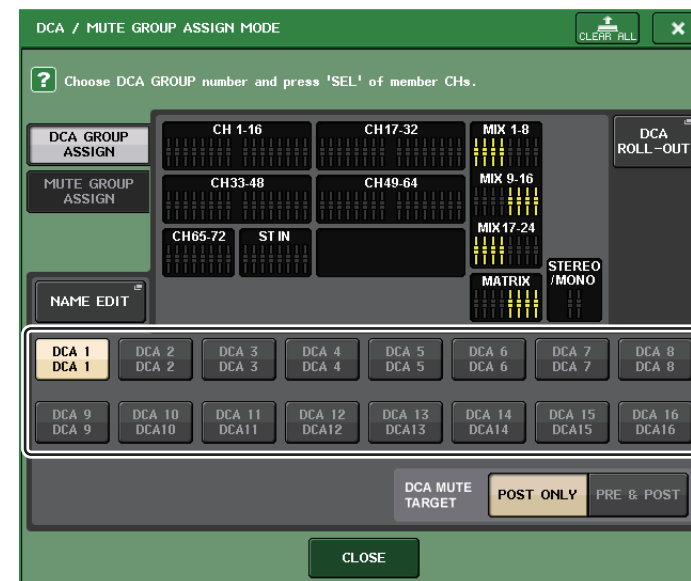 DCA / MUTE GROUP ASSIGN MODE
CLEAR ALL
? Choose DCA GROUP number and press 'SEL' of member CHs.
DCA GROUP
ASSIGN
MUTE GROUP
ASSIGN
CH 1-16
CH17-32
MIX 1-8
DCA
ROLL-OUT
CH33-48
CH49-64
MIX 9-16
CH65-72
ST IN
MIX 17-24
MATRIX
STEREO
/MONO
NAME EDIT
DCA 1
DCA 1
DCA 2
DCA 2
DCA 3
DCA 3
DCA 4
DCA 4
DCA 5
DCA 5
DCA 6
DCA 6
DCA 7
DCA 7
DCA 8
DCA 8
DCA 9
DCA 9
DCA 10
DCA10
DCA 11
DCA11
DCA 12
DCA12
DCA 13
DCA13
DCA 14
DCA14
DCA 15
DCA15
DCA 16
DCA16
DCA MUTE
TARGET
POST ONLY
PRE & POST
CLOSE